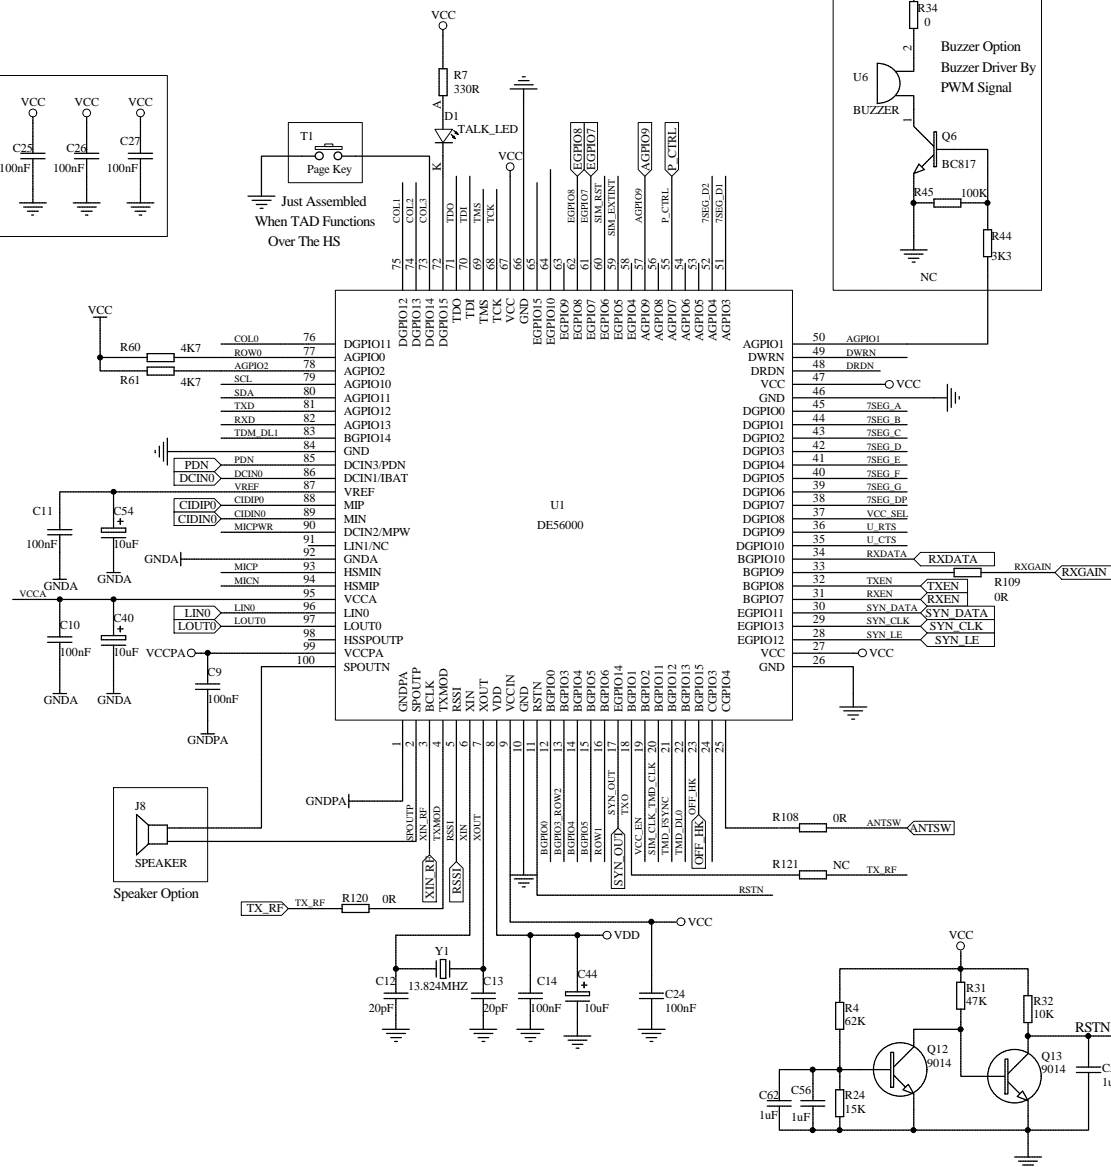 VCC
R7
330R
A
D1
TALK_LED
K
VCC
VCC
VCC
C25
100nF
C26
100nF
C27
100nF
T1
Page Key
Just Assembled
When TAD Functions
Over The HS
VCC
R34
0
2
U6
BUZZER
1
Buzzer Option
Buzzer Driver By
PWM Signal
Q6
BC817
R45
100K
R44
3K3
NC
COL1
COL2
COL3
TDO
TDI
TMS
TCK
EGPIO8
EGPIO7
SIM_RST
SIM_EXTINT
AGPIO9
P_CTRL
7SEG_D2
7SEG_D1
EGPIO8
EGPIO7
AGPIO9
P_CTRL
75
74
73
72
71
70
69
68
67
66
65
64
63
62
61
60
59
58
57
56
55
54
53
52
51
DGPIO12
DGPIO13
DGPIO14
DGPIO15
TDO
TDI
TMS
TCK
VCC
GND
EGPIO15
EGPIO10
EGPIO9
EGPIO8
EGPIO7
EGPIO6
EGPIO5
EGPIO4
AGPIO9
AGPIO8
AGPIO7
AGPIO6
AGPIO5
AGPIO4
AGPIO3
VCC
R60
4K7
R61
4K7
COL0 76 DGPIO11
ROW0 77 AGPIO0
AGPIO2 78 AGPIO2
SCL 79 AGPIO10
SDA 80 AGPIO11
TXD 81 AGPIO12
RXD 82 AGPIO13
TDM_DL1 83 BGPIO14
84 GND
PDN PDN 85 DCIN3/PDN
DCIN0 DCIN0 86 DCIN1/IBAT
VREF 87 VREF
CIDIP0 CIDIP0 88 MIP
CIDIN0 CIDIN0 89 MIN
MICPWR 90 DCIN2/MPW
91 LIN1/NC
GNDA 92 GNDA
MICP 93 HSMIN
MICN 94 HSMIP
VCCA 95 VCCA
LIN0 LIN0 96 LIN0
LOUT0 LOUT0 97 LOUT0
98 HSSPOUTP
VCCPA 99 VCCPA
100 SPOUTN
C11
100nF
GNDA
C54
+
10uF
GNDA
C10
100nF
GNDA
C40
+
10uF
GNDA
C9
100nF
GNDPA
U1
DE56000
AGPIO1 50 AGPIO1
DWRN 49 DWRN
DRDN 48 DRDN
VCC 47 VCC
GND 46
DGPIO0 45 7SEG_A
DGPIO1 44 7SEG_B
DGPIO2 43 7SEG_C
DGPIO3 42 7SEG_D
DGPIO4 41 7SEG_E
DGPIO5 40 7SEG_F
DGPIO6 39 7SEG_G
DGPIO7 38 7SEG_DP
DGPIO8 37 VCC_SEL
DGPIO9 36 U_RTS
DGPIO10 35 U_CTS
BGPIO10 34 RXDATA RXDATA
BGPIO9 33 RXGAIN RXGAIN
R109
0R
BGPIO8 32 TXEN TXEN
BGPIO7 31 RXEN RXEN
EGPIO11 30 SYN_DATA SYN_DATA
EGPIO13 29 SYN_CLK SYN_CLK
EGPIO12 28 SYN_LE SYN_LE
VCC 27 VCC
GND 26
GNDPA
SPOUTP
BCLK
TXMOD
RSSI
XIN
XOUT
VDD
VCCIN
GND
RSTN
BGPIO0
BGPIO3
BGPIO4
BGPIO5
BGPIO6
EGPIO14
BGPIO1
BGPIO2
BGPIO11
BGPIO12
BGPIO13
BGPIO15
CGPIO3
CGPIO4
1
2
3
4
5
6
7
8
9
10
11
12
13
14
15
16
17
18
19
20
21
22
23
24
25
GNDPA
SPOUTP
XIN_RF
TXMOD
RSSI
XIN
XOUT
BGPIO0
BGPIO3_ROW2
BGPIO4
BGPIO5
ROW1
SYN_OUT
TXO
VCC_EN
SIM_CLK_TMD_CLK
TMD_FSYNC
TMD_DL0
OFF_HK
XIN_RF
RSSI
SYN_OUT
OFF_HK
J8
SPEAKER
Speaker Option
R108
0R
ANTSW
ANTSW
R121
NC
TX_RF
RSTN
TX_RF
TX_RF
R120
0R
VCC
VDD
C12
20pF
Y1
13.824MHZ
C13
20pF
C14
100nF
C44
+
10uF
C24
100nF
VCC
R4
62K
R31
47K
R32
10K
RSTN
Q12
9014
Q13
9014
C62
1uF
C56
1uF
R24
15K